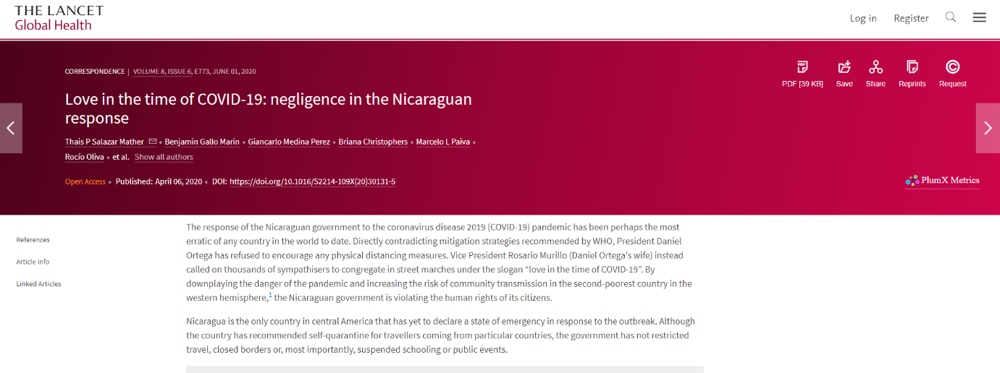 THE LANCET
Global Health
Log in
Register
CORRESPONDENCE | VOLUME 8, ISSUE 6, E773, JUNE 01, 2020
PDF [39 KB]
Save
Share
Reprints
Request
Love in the time of COVID-19: negligence in the Nicaraguan
response
Thais P Salazar Mather • Benjamin Gallo Marin • Giancarlo Medina Perez • Briana Christophers • Marcelo L Paiva •
Rocío Oliva • et al. Show all authors
Open Access • Published: April 06, 2020 • DOI: https://doi.org/10.1016/S2214-109X(20)30131-5
PlumX Metrics
References
Article Info
Linked Articles
The response of the Nicaraguan government to the coronavirus disease 2019 (COVID-19) pandemic has been perhaps the most
erratic of any country in the world to date. Directly contradicting mitigation strategies recommended by WHO, President Daniel
Ortega has refused to encourage any physical distancing measures. Vice President Rosario Murillo (Daniel Ortega's wife) instead
called on thousands of sympathisers to congregate in street marches under the slogan “love in the time of COVID-19”. By
downplaying the danger of the pandemic and increasing the risk of community transmission in the second-poorest country in the
western hemisphere,1 the Nicaraguan government is violating the human rights of its citizens.
Nicaragua is the only country in central America that has yet to declare a state of emergency in response to the outbreak. Although
the country has recommended self-quarantine for travellers coming from particular countries, the government has not restricted
travel, closed borders or, most importantly, suspended schooling or public events.